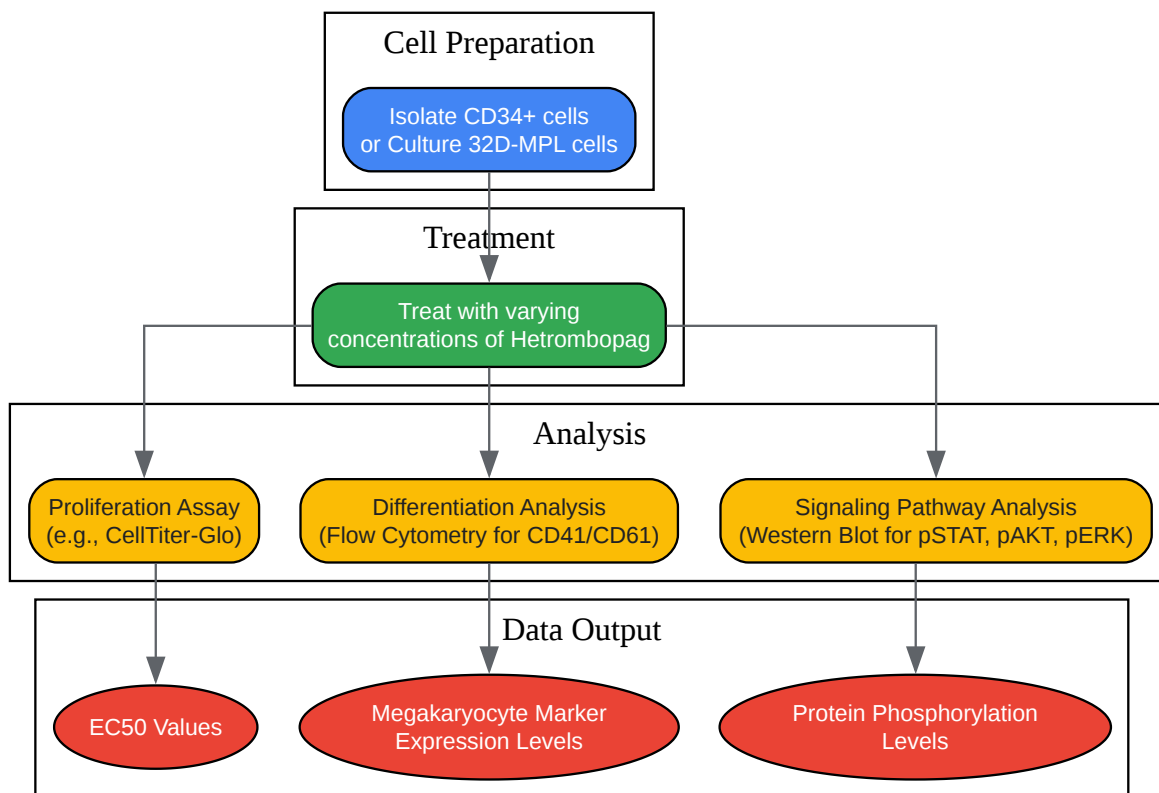 Cell Preparation
Isolate CD34+ cells
or Culture 32D-MPL cells
Treatment
Treat with varying
concentrations of Hetrombopag
Analysis
Proliferation Assay
(e.g., CellTiter-Glo)
Differentiation Analysis
(Flow Cytometry for CD41/CD61)
Signaling Pathway Analysis
(Western Blot for pSTAT, pAKT, pERK)
Data Output
EC50 Values
Megakaryocyte Marker
Expression Levels
Protein Phosphorylation
Levels